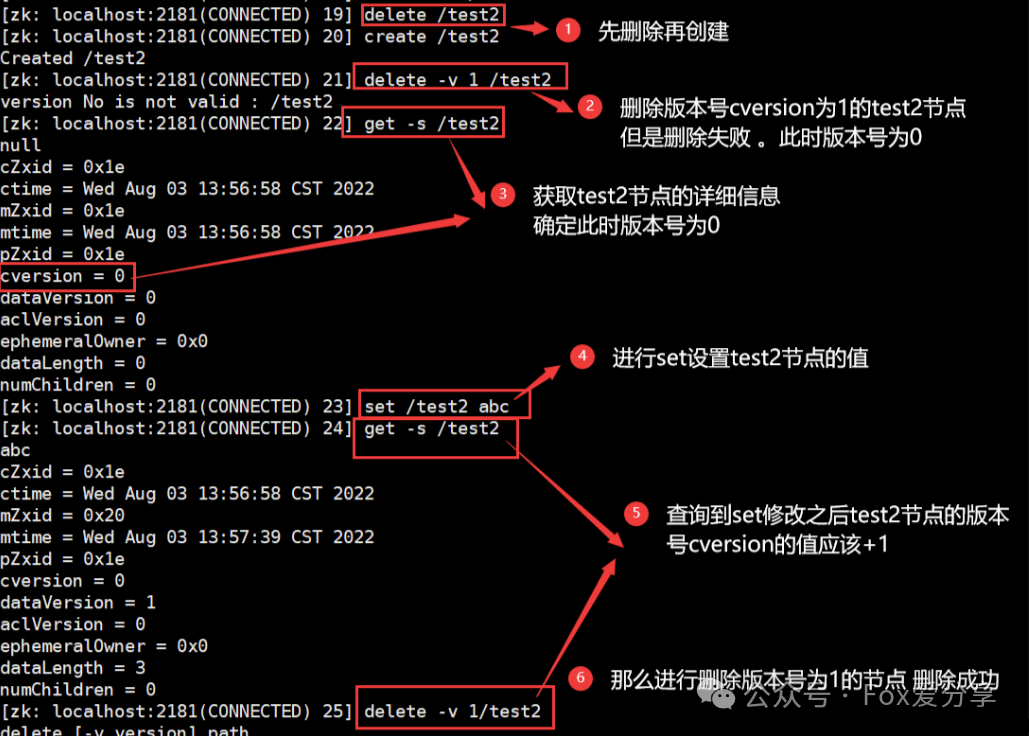 [zk: localhost:2181(CONNECTED) 19] delete /test2
[zk: localhost:2181(CONNECTED) 20] create /test2
1 先删除再创建
Created /test2
[zk: localhost:2181(CONNECTED) 21] delete -v 1 /test2
version No is not valid : /test2
2 删除版本号cversion为1的test2节点
但是删除失败 。此时版本号为0
[zk: localhost:2181(CONNECTED) 22] get -s /test2
null
cZxid = 0x1e
ctime = Wed Aug 03 13:56:58 CST 2022
mZxid = 0x1e
mtime = Wed Aug 03 13:56:58 CST 2022
3 获取test2节点的详细信息
确定此时版本号为0
pZxid = 0x1e
cversion = 0
dataVersion = 0
aclVersion = 0
ephemeralOwner = 0x0
dataLength = 0
numChildren = 0
4 进行set设置test2节点的值
[zk: localhost:2181(CONNECTED) 23] set /test2 abc
[zk: localhost:2181(CONNECTED) 24] get -s /test2
abc
cZxid = 0x1e
ctime = Wed Aug 03 13:56:58 CST 2022
mZxid = 0x20
mtime = Wed Aug 03 13:57:39 CST 2022
5 查询到set修改之后test2节点的版本
号cversion的值应该+1
pZxid = 0x1e
cversion = 0
dataVersion = 1
aclVersion = 0
ephemeralOwner = 0x0
dataLength = 3
numChildren = 0
6 那么进行删除版本号为1的节点 删除成功
公众号 · Fox爱分享
[zk: localhost:2181(CONNECTED) 25] delete -v 1/test2
delete [-v version] path